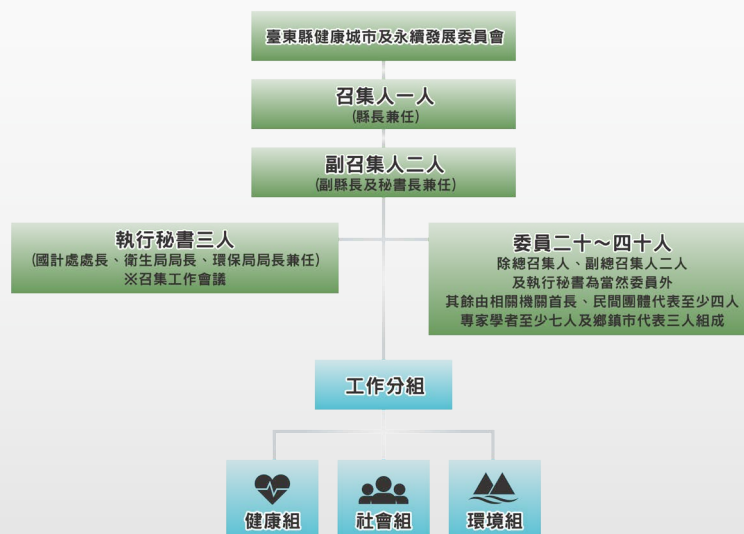 臺東縣健康城市及永續發展委員會
召集人一人
(縣長兼任)
副召集人二人
(副縣長及秘書長兼任)
執行秘書三人
(國計處處長、衛生局局長、環保局局長兼任)
※召集工作會議
委員二十～四十人
除總召集人、副總召集人二人
及執行秘書為當然委員外
其餘由相關機關首長、民間團體代表至少四人
專家學者至少七人及鄉鎮市代表三人組成
工作分組
健康組
社會組
環境組